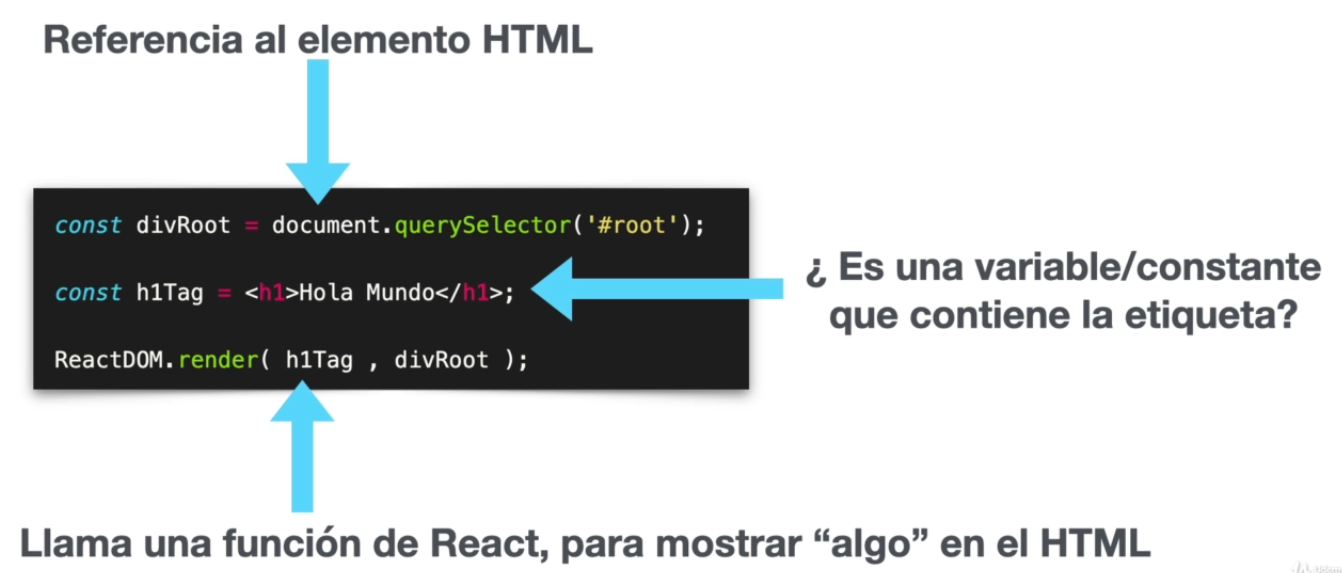 Referencia al elemento HTML
const divRoot = document.querySelector('#root');
const h1Tag = <h1>Hola Mundo</h1>;
ReactDOM.render( h1Tag , divRoot );
¿ Es una variable/constante
que contiene la etiqueta?
Llama una función de React, para mostrar “algo” en el HTML